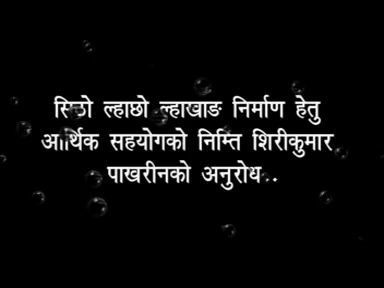 सिठो ल्हाछो ल्हाखाङ निर्माण हेतु
आर्थिक सहयोगको निम्ति शिरीकुमार
पाखरीनको अनुरोध..